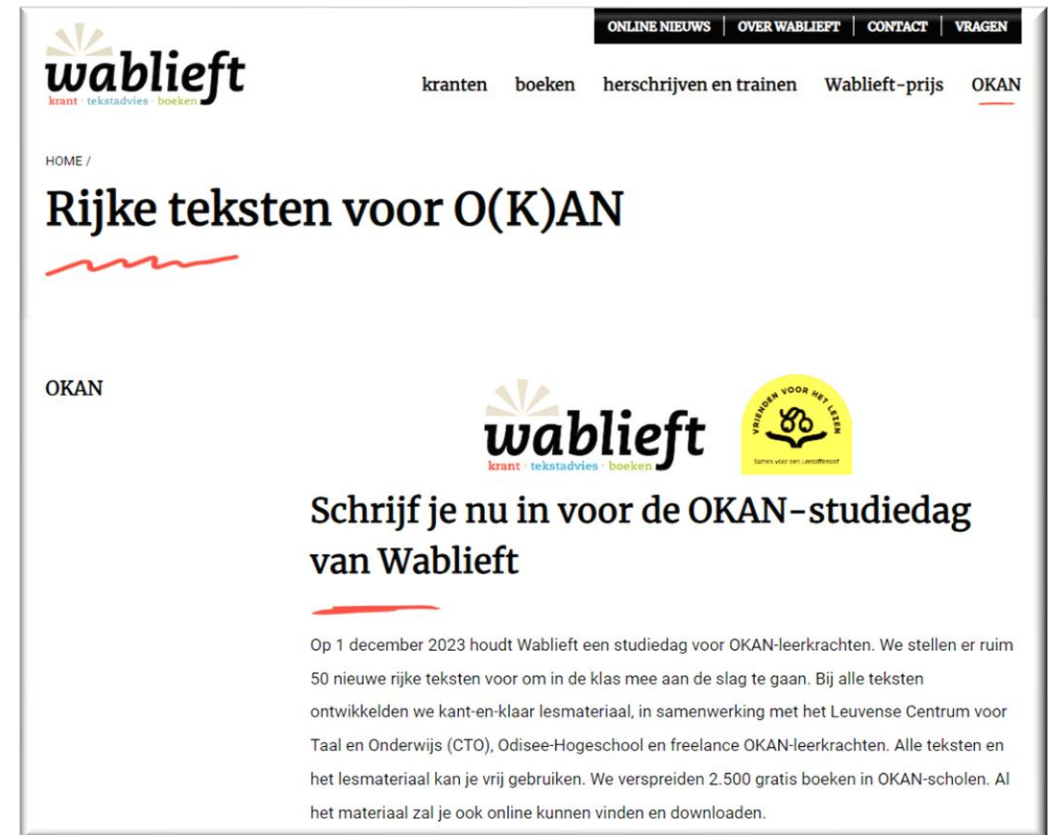 ONLINE NIEUWS | OVER WABLIEFT | CONTACT | VRAGEN
wablieft
krant · tekstadvies · boeken
kranten boeken herschrijven en trainen Wablieft-prijs OKAN
HOME /
Rijke teksten voor O(K)AN
OKAN
wablieft
krant · tekstadvies · boeken
VRIENDEN VOOR HET LEZEN
Samen voor een Leesoffensief
Schrijf je nu in voor de OKAN-studiedag
van Wablieft
Op 1 december 2023 houdt Wablieft een studiedag voor OKAN-leerkrachten. We stellen er ruim
50 nieuwe rijke teksten voor om in de klas mee aan de slag te gaan. Bij alle teksten
ontwikkelden we kant-en-klaar lesmateriaal, in samenwerking met het Leuvense Centrum voor
Taal en Onderwijs (CTO), Odisee-Hogeschool en freelance OKAN-leerkrachten. Alle teksten en
het lesmateriaal kan je vrij gebruiken. We verspreiden 2.500 gratis boeken in OKAN-scholen. Al
het materiaal zal je ook online kunnen vinden en downloaden.